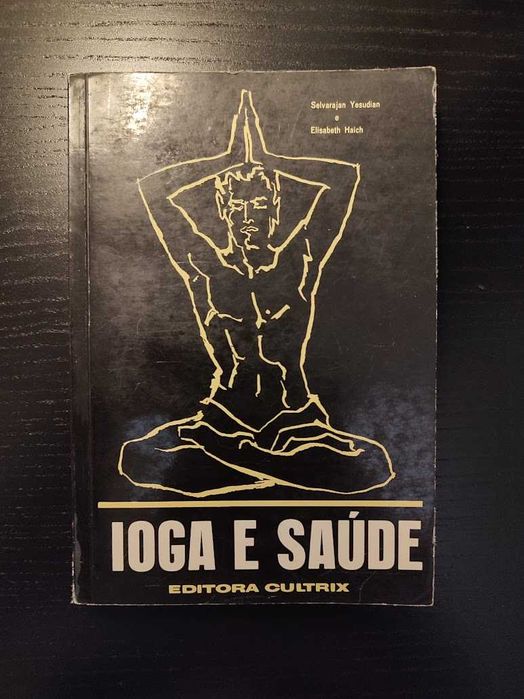 Selvarajan Yesudian
e
Elisabeth Haich
IOGA E SAÚDE
EDITORA CULTRIX